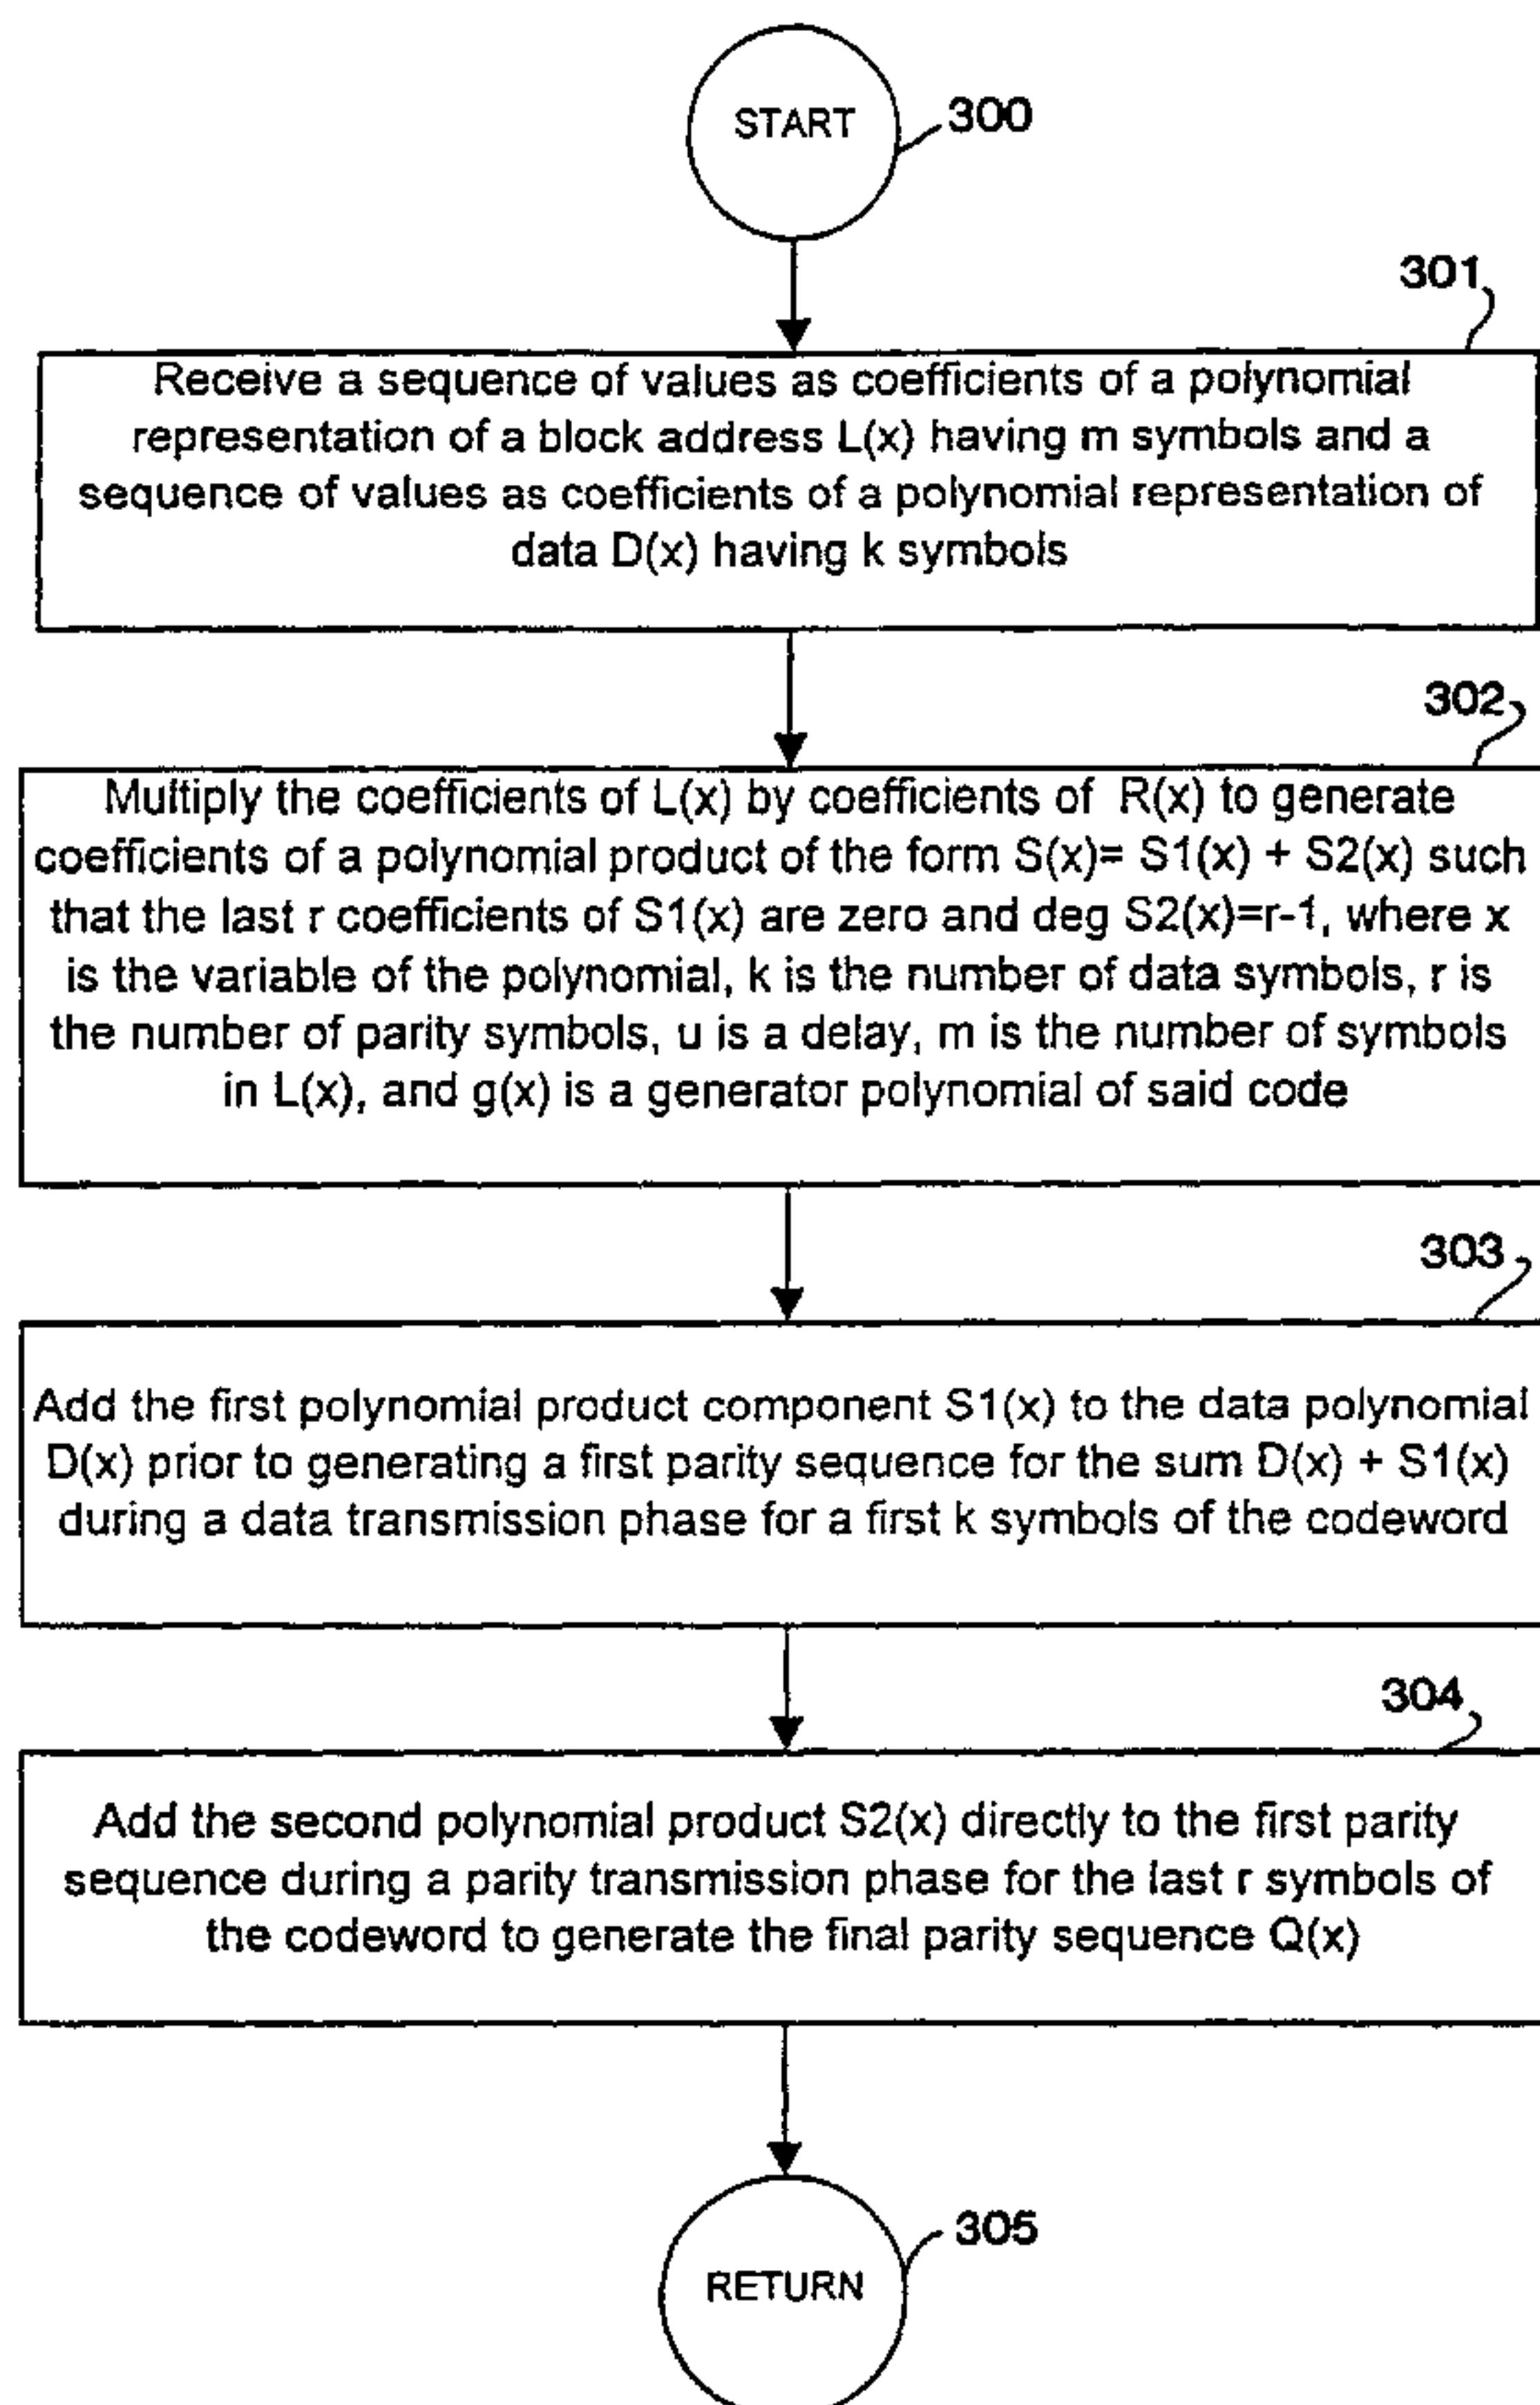 START
300
301
Receive a sequence of values as coefficients of a polynomial
representation of a block address L(x) having m symbols and a
sequence of values as coefficients of a polynomial representation of
data D(x) having k symbols
302
Multiply the coefficients of L(x) by coefficients of R(x) to generate
coefficients of a polynomial product of the form S(x)= S1(x) + S2(x) such
that the last r coefficients of S1(x) are zero and deg S2(x)=r-1, where x
is the variable of the polynomial, k is the number of data symbols, r is
the number of parity symbols, u is a delay, m is the number of symbols
in L(x), and g(x) is a generator polynomial of said code
303
Add the first polynomial product component S1(x) to the data polynomial
D(x) prior to generating a first parity sequence for the sum D(x) + S1(x)
during a data transmission phase for a first k symbols of the codeword
304
Add the second polynomial product S2(x) directly to the first parity
sequence during a parity transmission phase for the last r symbols of
the codeword to generate the final parity sequence Q(x)
305
RETURN